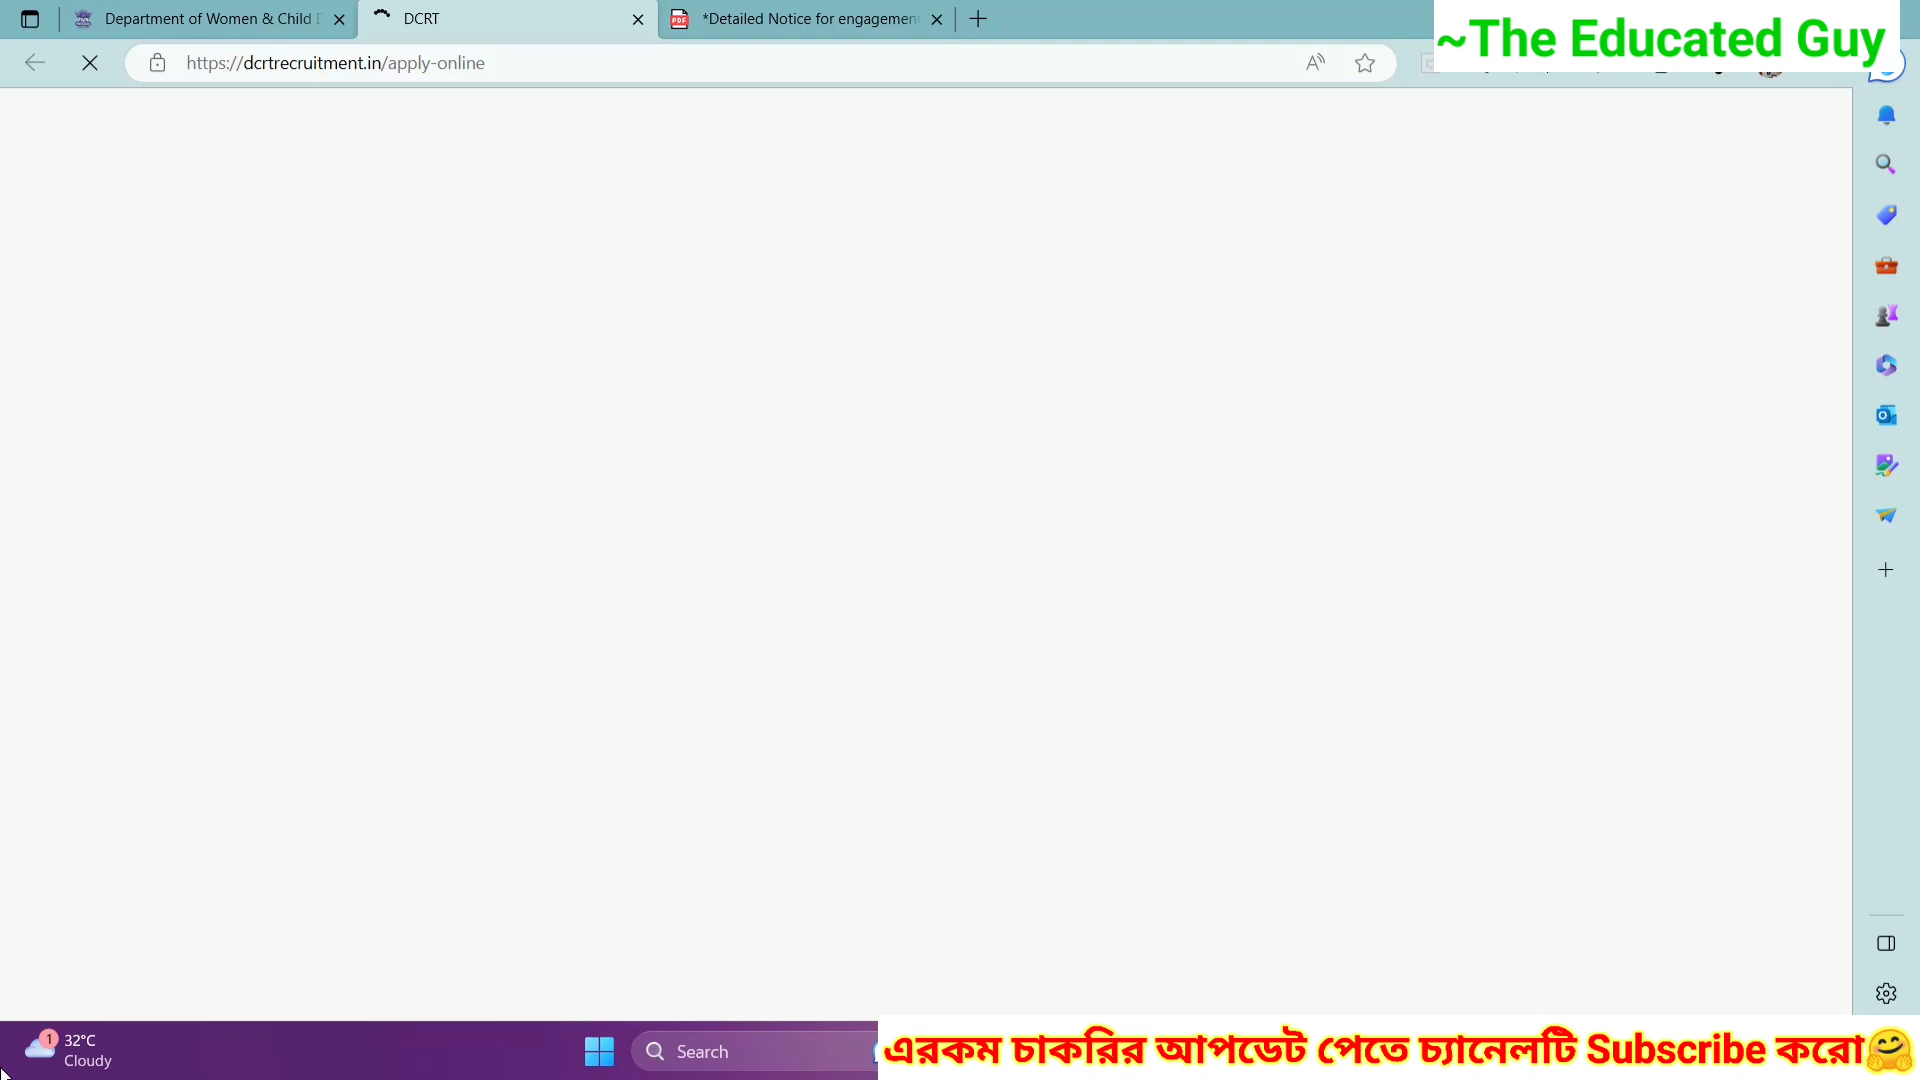 Department of Women & Child D
DCRT
*Detailed Notice for engagemen
~The Educated Guy
https://dcrtrecruitment.in/apply-online
1
32°C
Cloudy
Search
এরকম চাকরির আপডেট পেতে চ্যানেলটি Subscribe করো🤗